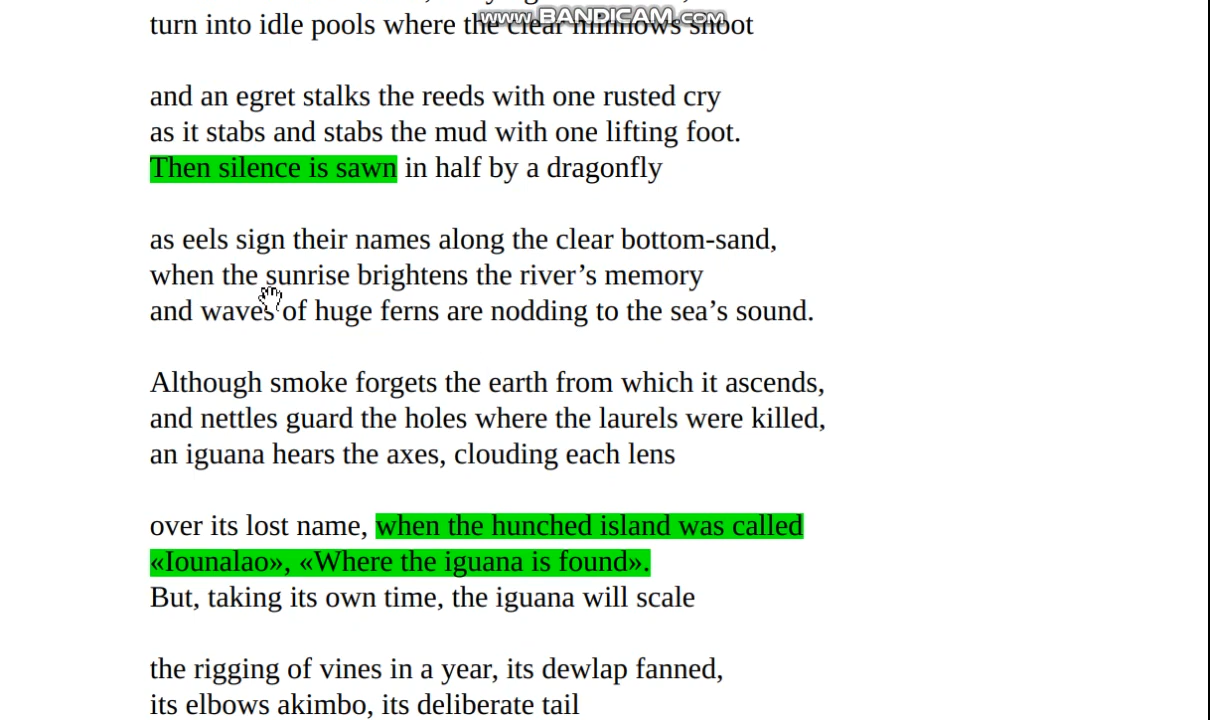 www.BANDICAM.com
turn into idle pools where the clear minnows shoot
and an egret stalks the reeds with one rusted cry
as it stabs and stabs the mud with one lifting foot.
Then silence is sawn in half by a dragonfly
as eels sign their names along the clear bottom-sand,
when the sunrise brightens the river’s memory
and waves of huge ferns are nodding to the sea’s sound.
Although smoke forgets the earth from which it ascends,
and nettles guard the holes where the laurels were killed,
an iguana hears the axes, clouding each lens
over its lost name, when the hunched island was called
«Iounalao», «Where the iguana is found».
But, taking its own time, the iguana will scale
the rigging of vines in a year, its dewlap fanned,
its elbows akimbo, its deliberate tail